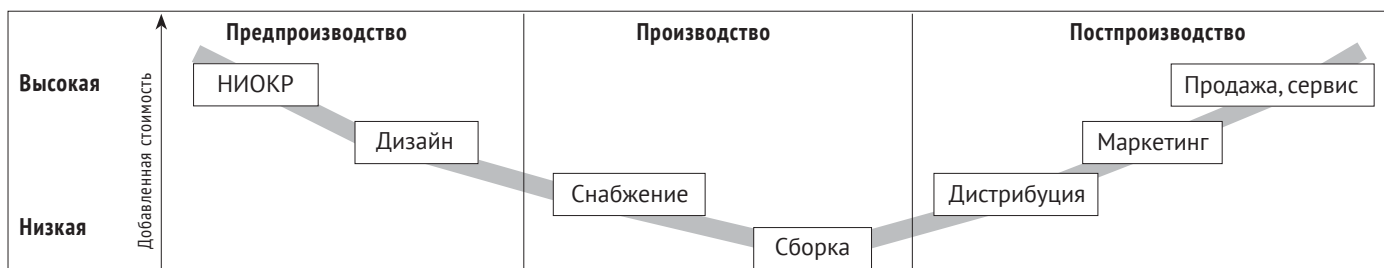 Предпроизводство
Производство
Постпроизводство
Высокая
Низкая
Добавленная стоимость
НИОКР
Дизайн
Снабжение
Сборка
Дистрибуция
Маркетинг
Продажа, сервис